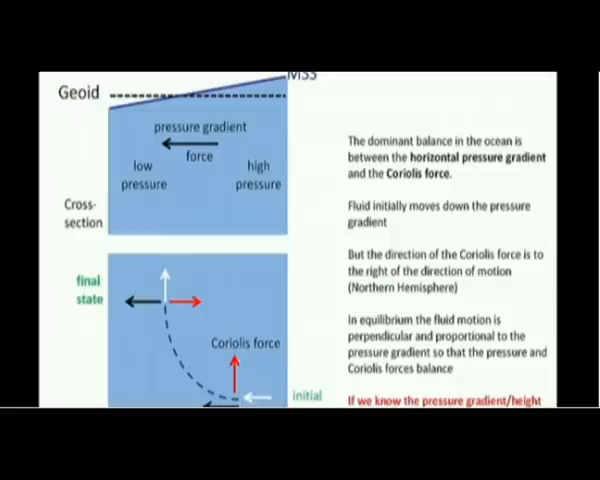 MSS
Geoid
pressure gradient
force
low
pressure
high
pressure
Cross-
section
final
state
Coriolis force
initial
The dominant balance in the ocean is
between the horizontal pressure gradient
and the Coriolis force.
Fluid initially moves down the pressure
gradient
But the direction of the Coriolis force is to
the right of the direction of motion
(Northern Hemisphere)
In equilibrium the fluid motion is
perpendicular and proportional to the
pressure gradient so that the pressure and
Coriolis forces balance
If we know the pressure gradient/height